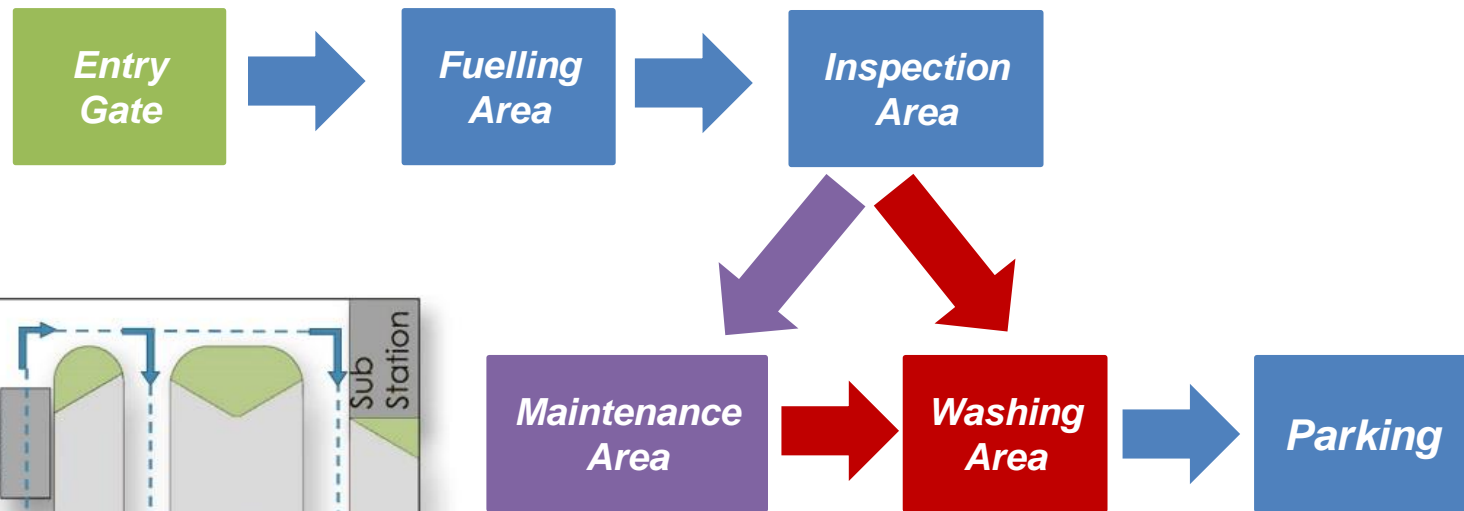 Entry
Gate
Fuelling
Area
Inspection
Area
Sub
Station
Maintenance
Area
Washing
Area
Parking